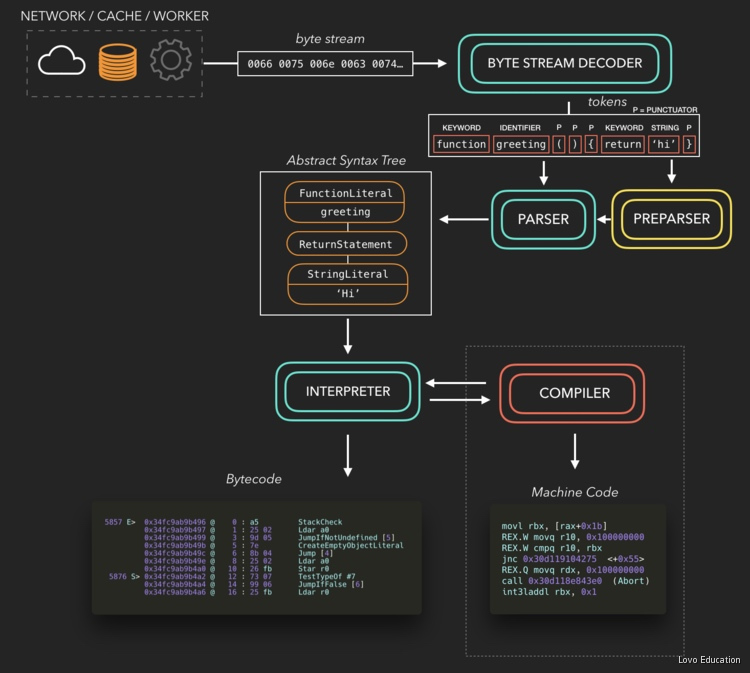 NETWORK / CACHE / WORKER
byte stream
0066 0075 006e 0063 0074…
BYTE STREAM DECODER
tokens
P = PUNCTUATOR
KEYWORD IDENTIFIER P P P KEYWORD STRING P
function greeting ( ) { return ‘hi’ }
Abstract Syntax Tree
FunctionLiteral
greeting
ReturnStatement
StringLiteral
‘Hi’
PARSER
PREPARSER
INTERPRETER
COMPILER
Bytecode
5857 E> 0x34fc9ab9b496 @ 0 : a5 StackCheck
0x34fc9ab9b497 @ 1 : 25 02 Ldar a0
0x34fc9ab9b499 @ 3 : 9d 05 JumpIfNotUndefined [5]
0x34fc9ab9b49b @ 5 : 7e CreateEmptyObjectLiteral
0x34fc9ab9b49c @ 6 : 8b 04 Jump [4]
0x34fc9ab9b49e @ 8 : 25 02 Ldar a0
0x34fc9ab9b4a0 @ 10 : 26 fb Star r0
5876 S> 0x34fc9ab9b4a2 @ 12 : 73 07 TestTypeOf #7
0x34fc9ab9b4a4 @ 14 : 99 06 JumpIfFalse [6]
0x34fc9ab9b4a6 @ 16 : 25 fb Ldar r0
Machine Code
movl rbx, [rax+0x1b]
REX.W movq r10, 0x100000000
REX.W cmpq r10, rbx
jnc 0x30d119104275 <+0x55>
REX.Q movq rdx, 0x100000000
call 0x30d118e843e0 (Abort)
int3laddl rbx, 0x1
Lovo Education